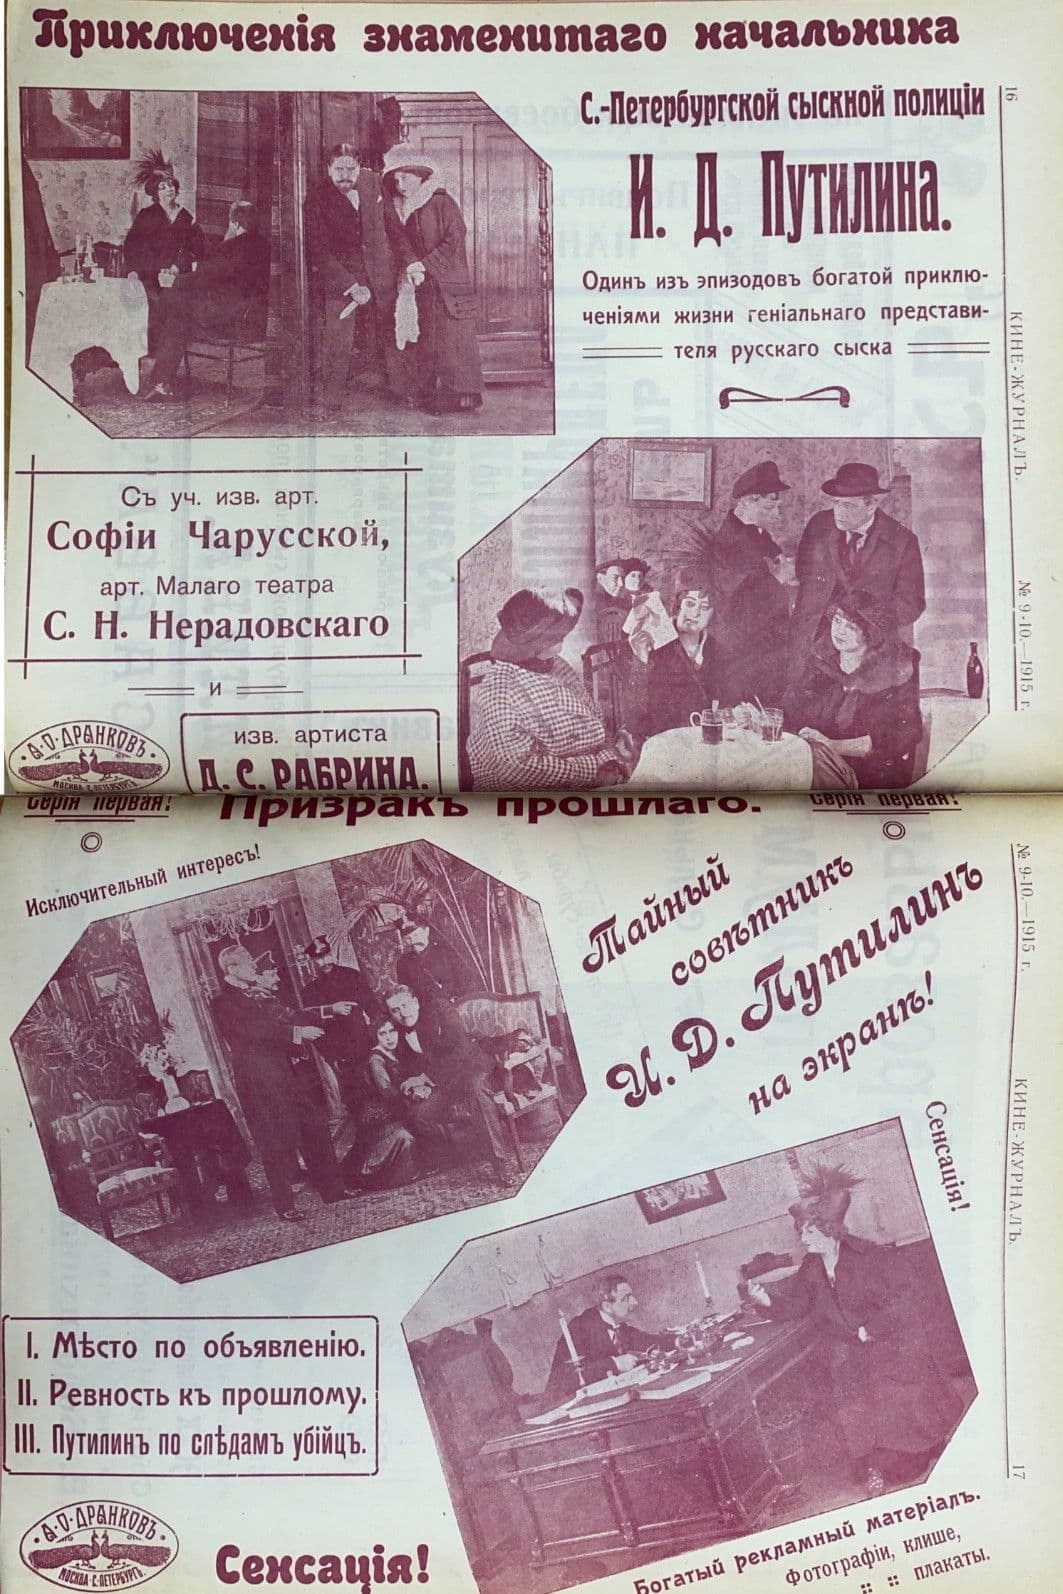 Приключенія знаменитаго начальника
С.-Петербургской сыскной полиціи
И. Д. Путилина.
Одинъ изъ эпизодовъ богатой приклю-
ченіями жизни геніальнаго представи-
теля русскаго сыска
16
КИНЕ-ЖУРНАЛЪ.
№ 9-10.—1915 г.
Съ уч. изв. арт.
Софіи Чарусской,
арт. Малаго театра
С. Н. Нерадовскаго
и
изв. артиста
Д. С. РАБРИНА.
А·О·ДРАНКОВЪ
МОСКВА·С·ПЕТЕРБУРГЪ.
Серія первая!
Призракъ прошлаго.
Серія первая!
Исключительный интересъ!
Тайный
совѣтникъ
И. Д. Путилинъ
на экранѣ!
Сенсація!
№ 9-10.—1915 г.
КИНЕ-ЖУРНАЛЪ.
17
I. Мѣсто по объявленію.
II. Ревность къ прошлому.
III. Путилинъ по слѣдамъ убійцъ.
А·О·ДРАНКОВЪ
МОСКВА·С·ПЕТЕРБУРГЪ.
Сенсація!
Богатый рекламный матеріалъ.
Фотографіи, клише,
плакаты.